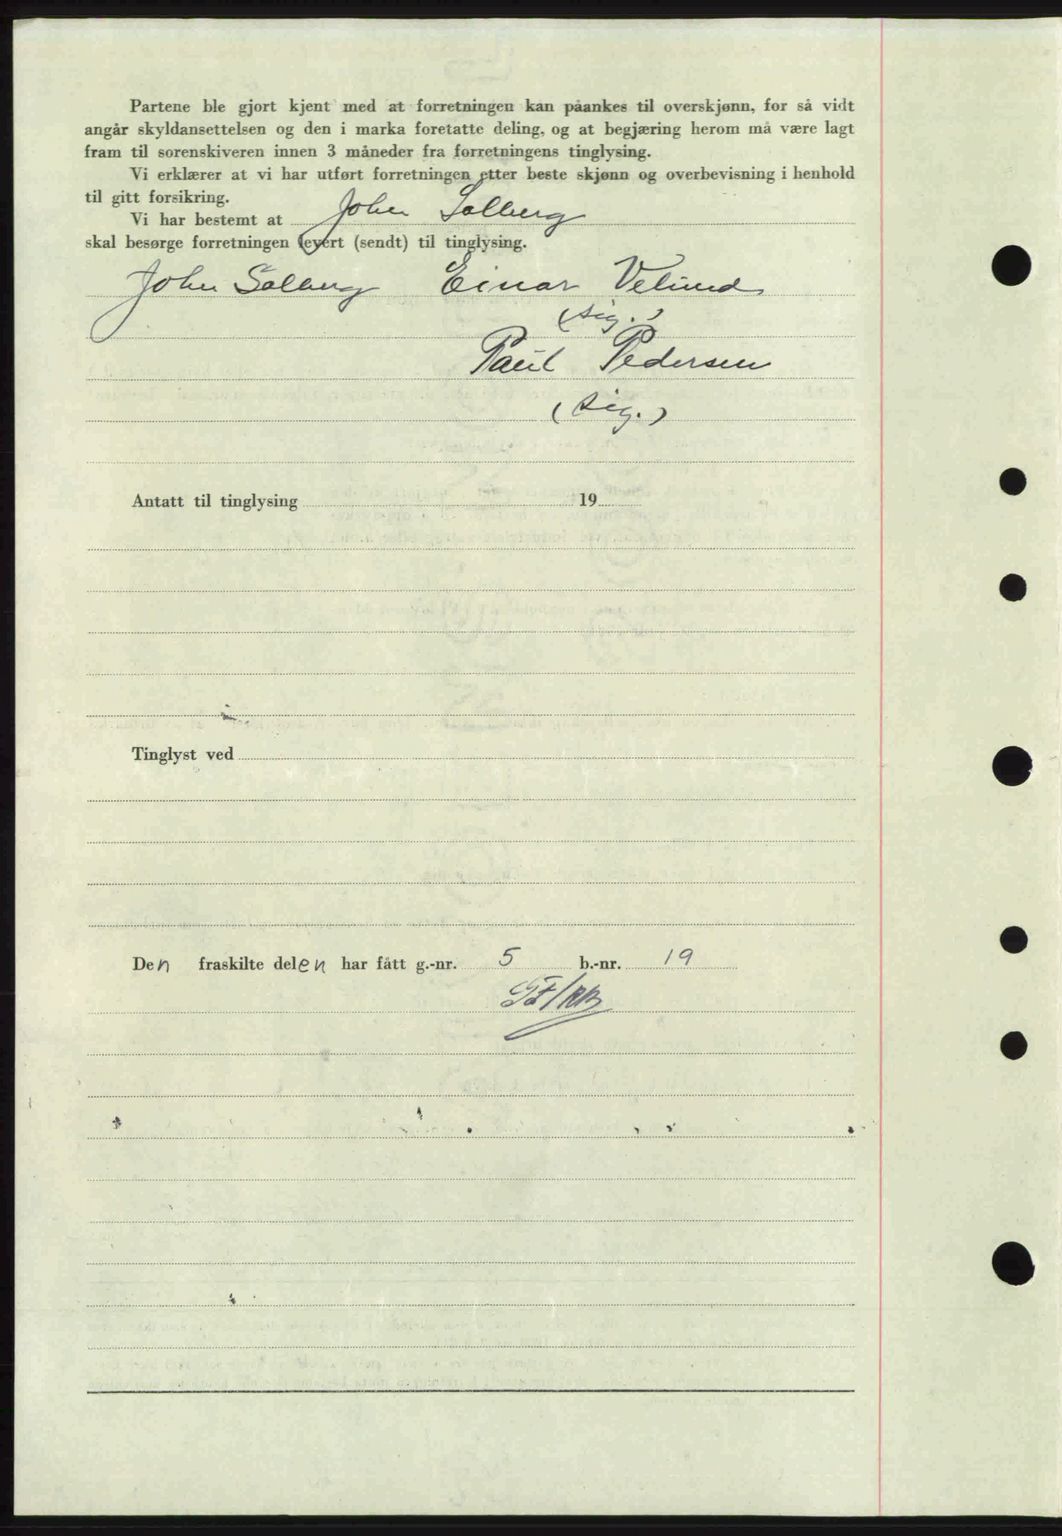 Partene ble gjort kjent med at forretningen kan påankes til overskjønn, for så vidt
angår skyldansettelsen og den i marka foretatte deling, og at begjæring herom må være lagt
fram til sorenskiveren innen 3 måneder fra forretningens tinglysing.
Vi erklærer at vi har utført forretningen etter beste skjønn og overbevisning i henhold
til gitt forsikring.
Vi har bestemt at John Solberg
skal besørge forretningen levert (sendt) til tinglysing.
John Solberg Einar Velund
(sig.)
Paul Pedersen
(sig.)
Antatt til tinglysing 19
Tinglyst ved
Den fraskilte delen har fått g.-nr. 5 b.-nr. 19